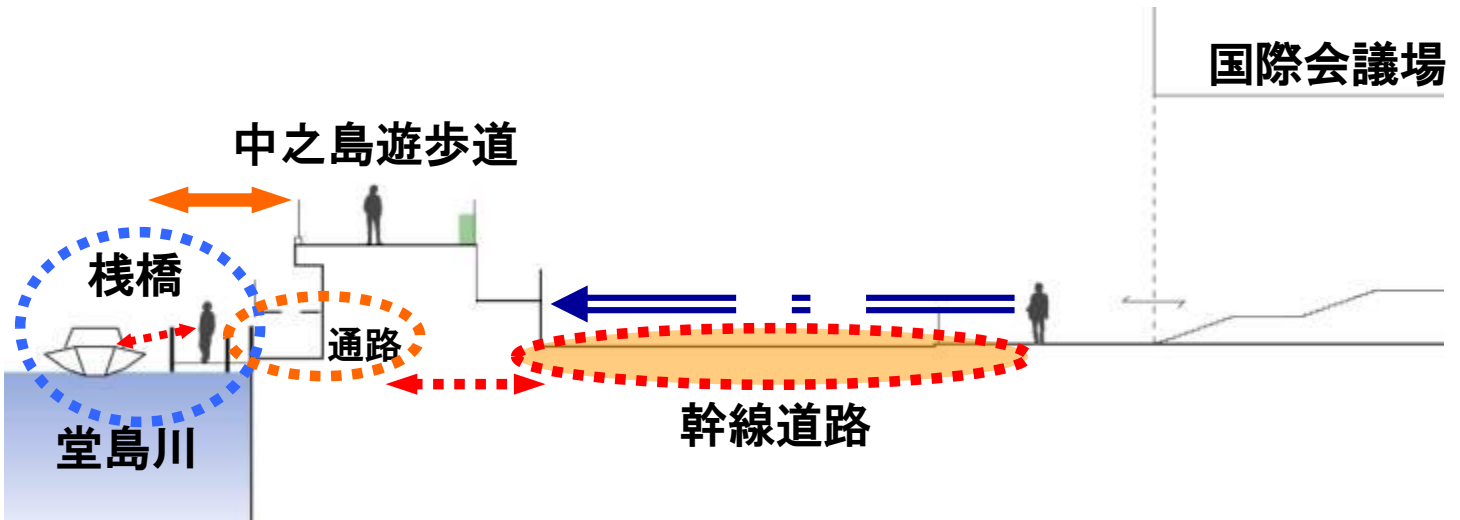 国際会議場
中之島遊歩道
桟橋
通路
幹線道路
堂島川